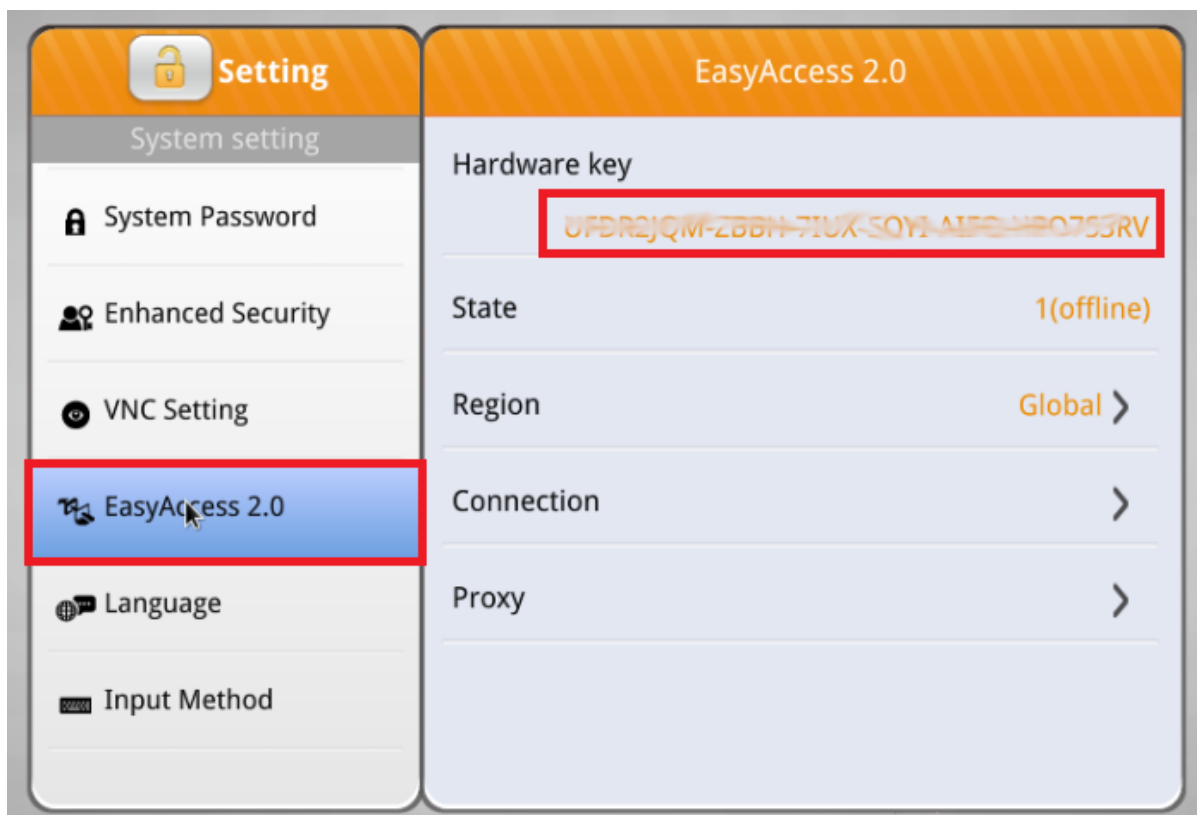 Setting
System setting
System Password
Enhanced Security
VNC Setting
EasyAccess 2.0
Language
Input Method
EasyAccess 2.0
Hardware key
State
1(offline)
Region
Global
Connection
Proxy